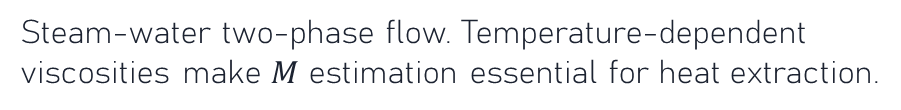 Steam-water two-phase flow. Temperature-dependent
viscosities make M estimation essential for heat extraction.